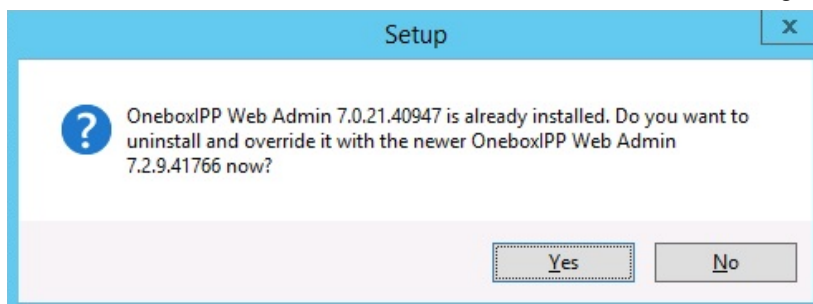 Setup
x
OneboxIPP Web Admin 7.0.21.40947 is already installed. Do you want to
uninstall and override it with the newer OneboxIPP Web Admin
7.2.9.41766 now?
Yes
No